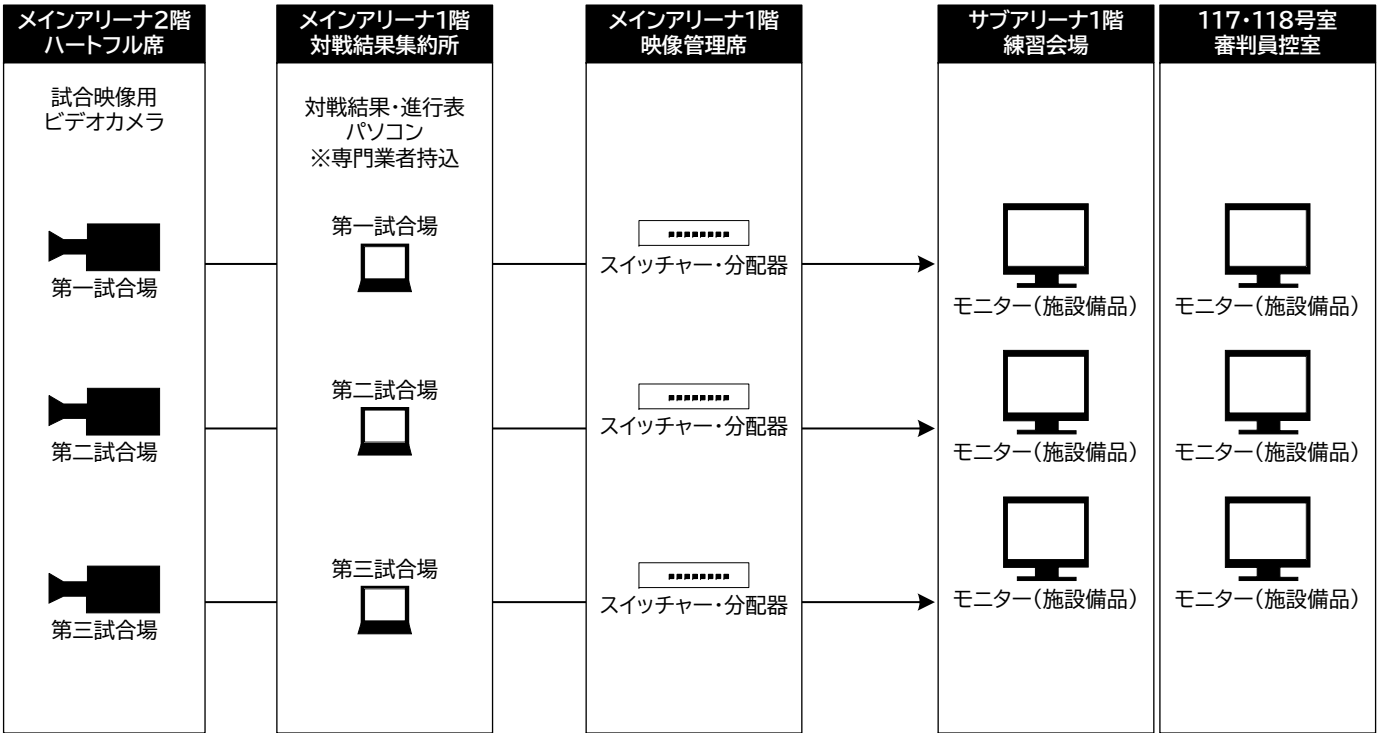 メインアリーナ2階
ハートフル席
試合映像用
ビデオカメラ
第一試合場
第二試合場
第三試合場
メインアリーナ1階
対戦結果集約所
対戦結果・進行表
パソコン
※専門業者持込
第一試合場
第二試合場
第三試合場
メインアリーナ1階
映像管理席
スイッチャー・分配器
スイッチャー・分配器
スイッチャー・分配器
サブアリーナ1階
練習会場
モニター(施設備品)
モニター(施設備品)
モニター(施設備品)
117・118号室
審判員控室
モニター(施設備品)
モニター(施設備品)
モニター(施設備品)